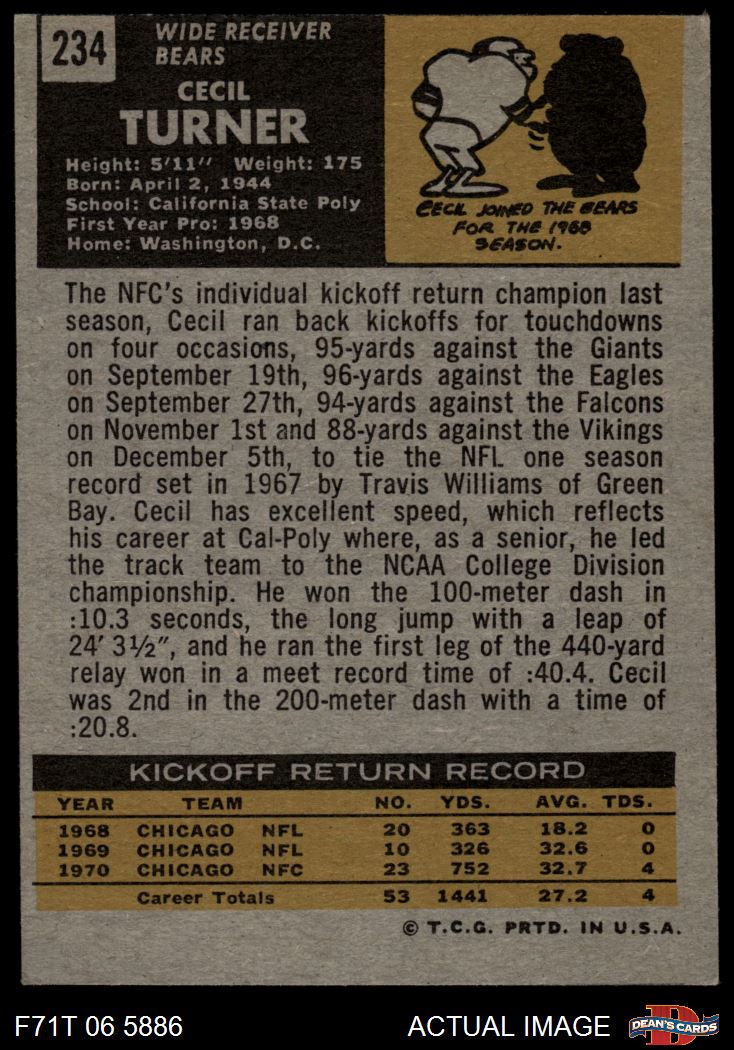 234
WIDE RECEIVER
BEARS
CECIL
TURNER
Height: 5'11" Weight: 175
Born: April 2, 1944
School: California State Poly
First Year Pro: 1968
Home: Washington, D.C.
CECIL JOINED THE BEARS
FOR THE 1968
SEASON.
The NFC's individual kickoff return champion last
season, Cecil ran back kickoffs for touchdowns
on four occasions, 95-yards against the Giants
on September 19th, 96-yards against the Eagles
on September 27th, 94-yards against the Falcons
on November 1st and 88-yards against the Vikings
on December 5th, to tie the NFL one season
record set in 1967 by Travis Williams of Green
Bay. Cecil has excellent speed, which reflects
his career at Cal-Poly where, as a senior, he led
the track team to the NCAA College Division
championship. He won the 100-meter dash in
:10.3 seconds, the long jump with a leap of
24' 3½", and he ran the first leg of the 440-yard
relay won in a meet record time of :40.4. Cecil
was 2nd in the 200-meter dash with a time of
:20.8.
KICKOFF RETURN RECORD
YEAR TEAM NO. YDS. AVG. TDS.
1968 CHICAGO NFL 20 363 18.2 0
1969 CHICAGO NFL 10 326 32.6 0
1970 CHICAGO NFC 23 752 32.7 4
Career Totals 53 1441 27.2 4
© T.C.G. PRTD. IN U.S.A.
F71T 06 5886 ACTUAL IMAGE D DEAN'S CARDS